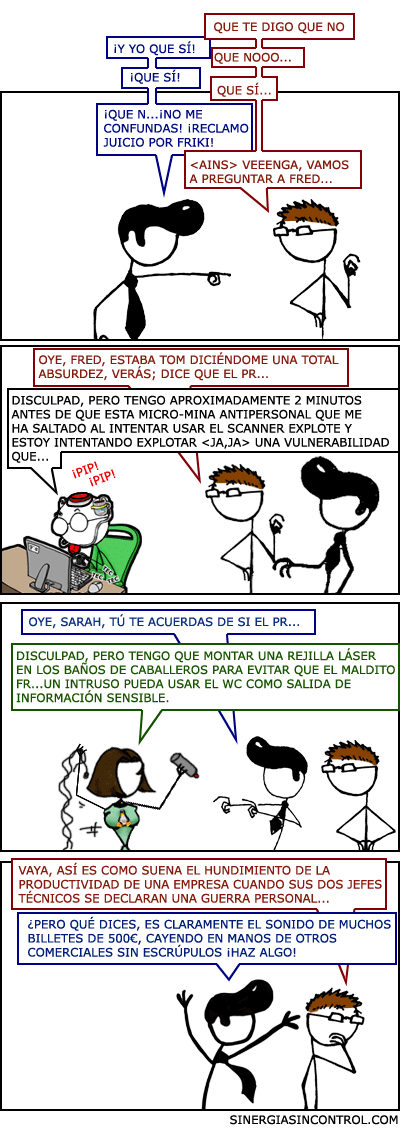 QUE TE DIGO QUE NO
¡Y YO QUE SÍ!
QUE NOOO...
¡QUE SÍ!
QUE SÍ...
¡QUE N...¡NO ME
CONFUNDAS! ¡RECLAMO
JUICIO POR FRIKI!
<AINS> VEEENGA, VAMOS
A PREGUNTAR A FRED...
OYE, FRED, ESTABA TOM DICIÉNDOME UNA TOTAL
ABSURDEZ, VERÁS; DICE QUE EL PR...
DISCULPAD, PERO TENGO APROXIMADAMENTE 2 MINUTOS
ANTES DE QUE ESTA MICRO-MINA ANTIPERSONAL QUE ME
HA SALTADO AL INTENTAR USAR EL SCANNER EXPLOTE Y
ESTOY INTENTANDO EXPLOTAR <JA,JA> UNA VULNERABILIDAD
QUE...
¡PIP!
¡PIP!
OYE, SARAH, TÚ TE ACUERDAS DE SI EL PR...
DISCULPAD, PERO TENGO QUE MONTAR UNA REJILLA LÁSER
EN LOS BAÑOS DE CABALLEROS PARA EVITAR QUE EL MALDITO
FR...UN INTRUSO PUEDA USAR EL WC COMO SALIDA DE
INFORMACIÓN SENSIBLE.
VAYA, ASÍ ES COMO SUENA EL HUNDIMIENTO DE LA
PRODUCTIVIDAD DE UNA EMPRESA CUANDO SUS DOS JEFES
TÉCNICOS SE DECLARAN UNA GUERRA PERSONAL...
¿PERO QUÉ DICES, ES CLARAMENTE EL SONIDO DE MUCHOS
BILLETES DE 500€, CAYENDO EN MANOS DE OTROS
COMERCIALES SIN ESCRÚPULOS ¡HAZ ALGO!
SINERGIASINCONTROL.COM